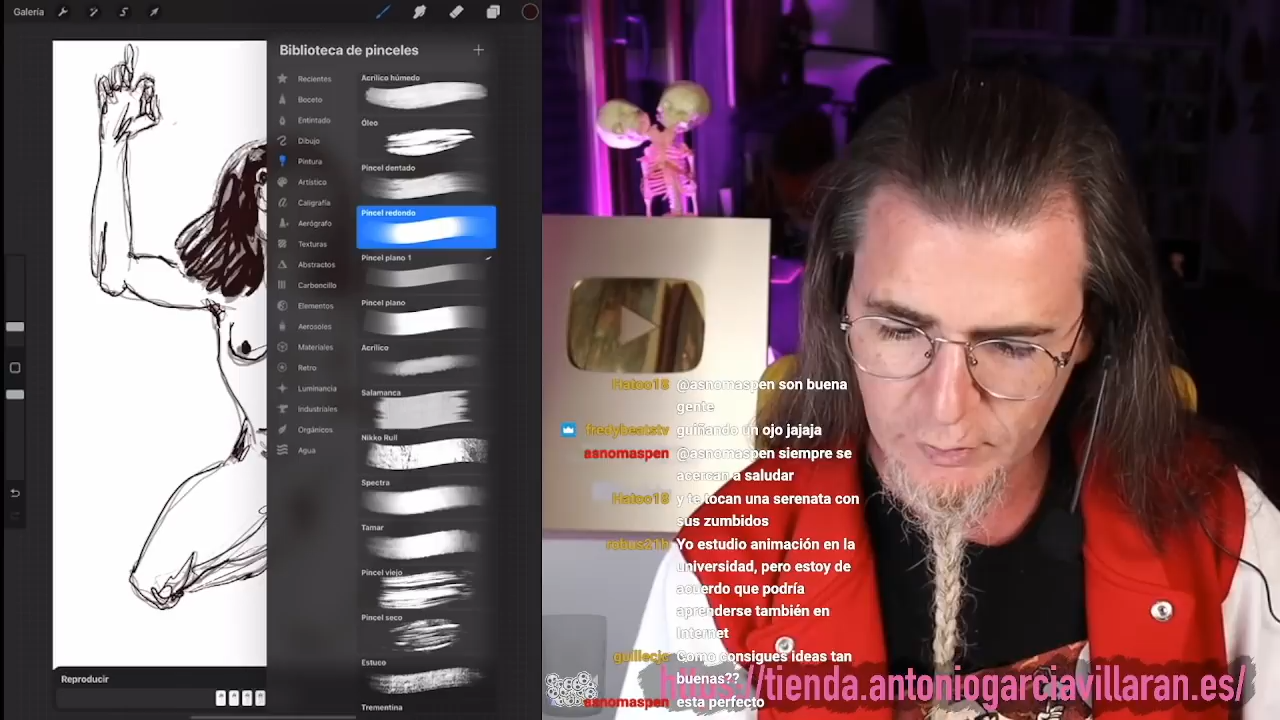 Galería
Biblioteca de pinceles
Recientes
Boceto
Entintado
Dibujo
Pintura
Artístico
Caligrafía
Aerógrafo
Texturas
Abstractos
Carboncillo
Elementos
Aerosoles
Materiales
Retro
Luminancia
Industriales
Orgánicos
Agua
Acrílico húmedo
Óleo
Pincel dentado
Pincel redondo
Pincel plano 1
Pincel plano
Acrílico
Salamanca
Nikko Rull
Spectra
Tamar
Pincel viejo
Pincel seco
Estuco
Trementina
Reproducir
Hatoo18 @asnomaspen son buena
gente
fredybeatstv guiñando un ojo jajaja
asnomaspen @asnomaspen siempre se
acercan a saludar
Hatoo18 y te tocan una serenata con
sus zumbidos
Yo estudio animación en la
universidad, pero estoy de
acuerdo que podría
aprenderse también en
Internet
guillecjc Como consigues ideas tan
buenas??
asnomaspen esta perfecto
https://tienda.antoniogarciavillaran.es/